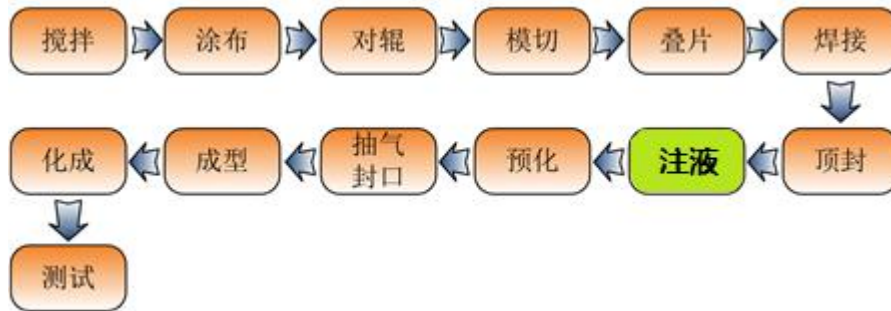 搅拌
涂布
对辊
模切
叠片
焊接
顶封
注液
预化
抽气
封口
成型
化成
测试